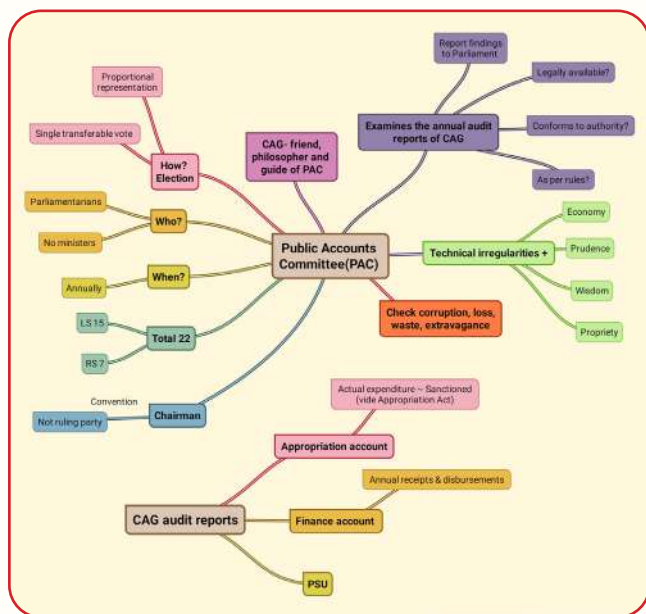 Report findings
to Parliament
Legally available?
Conforms to authority?
As per rules?
Examines the annual audit
reports of CAG
Proportional
representation
Single transferable vote
How?
Election
CAG- friend,
philosopher and
guide of PAC
Parliamentarians
No ministers
Who?
Annually
When?
LS 15
RS 7
Total 22
Convention
Not ruling party
Chairman
Public Accounts
Committee(PAC)
Technical irregularities +
Economy
Prudence
Wisdom
Propriety
Check corruption, loss,
waste, extravagance
Actual expenditure ~ Sanctioned
(vide Appropriation Act)
Appropriation account
Annual receipts & disbursements
CAG audit reports
Finance account
PSU